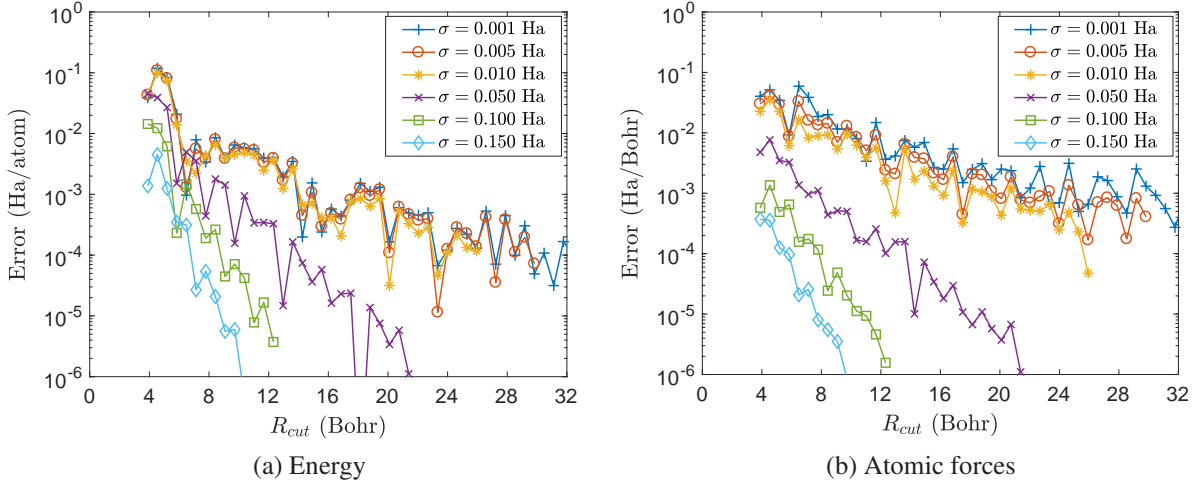 10^0
10^-1
10^-2
10^-3
10^-4
10^-5
10^-6
Error (Ha/atom)
σ = 0.001 Ha
σ = 0.005 Ha
σ = 0.010 Ha
σ = 0.050 Ha
σ = 0.100 Ha
σ = 0.150 Ha
0 4 8 12 16 20 24 28 32
R_cut (Bohr)
(a) Energy
10^0
10^-1
10^-2
10^-3
10^-4
10^-5
10^-6
Error (Ha/Bohr)
σ = 0.001 Ha
σ = 0.005 Ha
σ = 0.010 Ha
σ = 0.050 Ha
σ = 0.100 Ha
σ = 0.150 Ha
0 4 8 12 16 20 24 28 32
R_cut (Bohr)
(b) Atomic forces